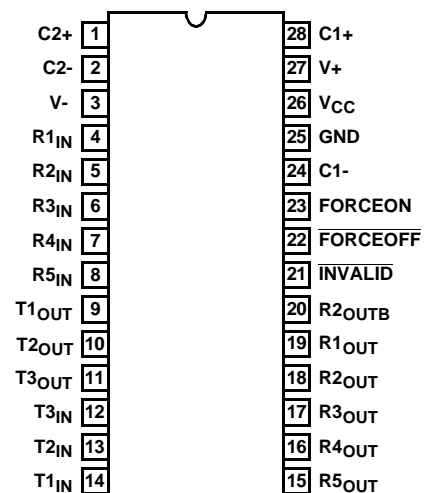 C2+ 1 28 C1+
C2- 2 27 V+
V- 3 26 VCC
R1IN 4 25 GND
R2IN 5 24 C1-
R3IN 6 23 FORCEON
R4IN 7 22 FORCEOFF
R5IN 8 21 INVALID
T1OUT 9 20 R2OUTB
T2OUT 10 19 R1OUT
T3OUT 11 18 R2OUT
T3IN 12 17 R3OUT
T2IN 13 16 R4OUT
T1IN 14 15 R5OUT